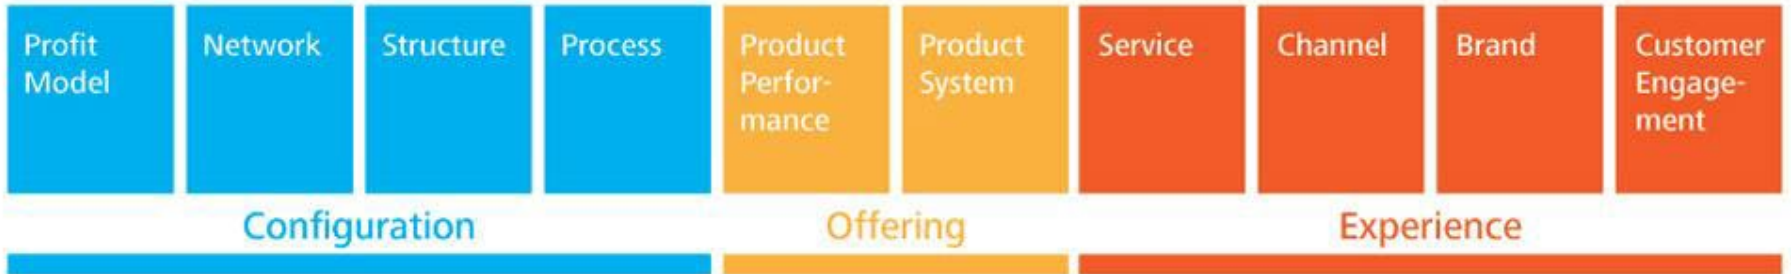 Profit
Model
Network
Structure
Process
Product
Perfor-
mance
Product
System
Service
Channel
Brand
Customer
Engage-
ment
Configuration
Offering
Experience